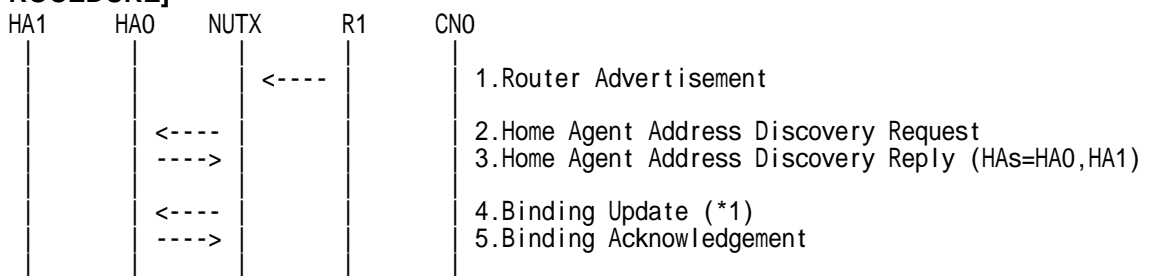 ROCEDURE]
HA1 HA0 NUTX R1 CN0
<---- 1.Router Advertisement
<---- 2.Home Agent Address Discovery Request
----> 3.Home Agent Address Discovery Reply (HAs=HA0,HA1)
<---- 4.Binding Update (*1)
----> 5.Binding Acknowledgement